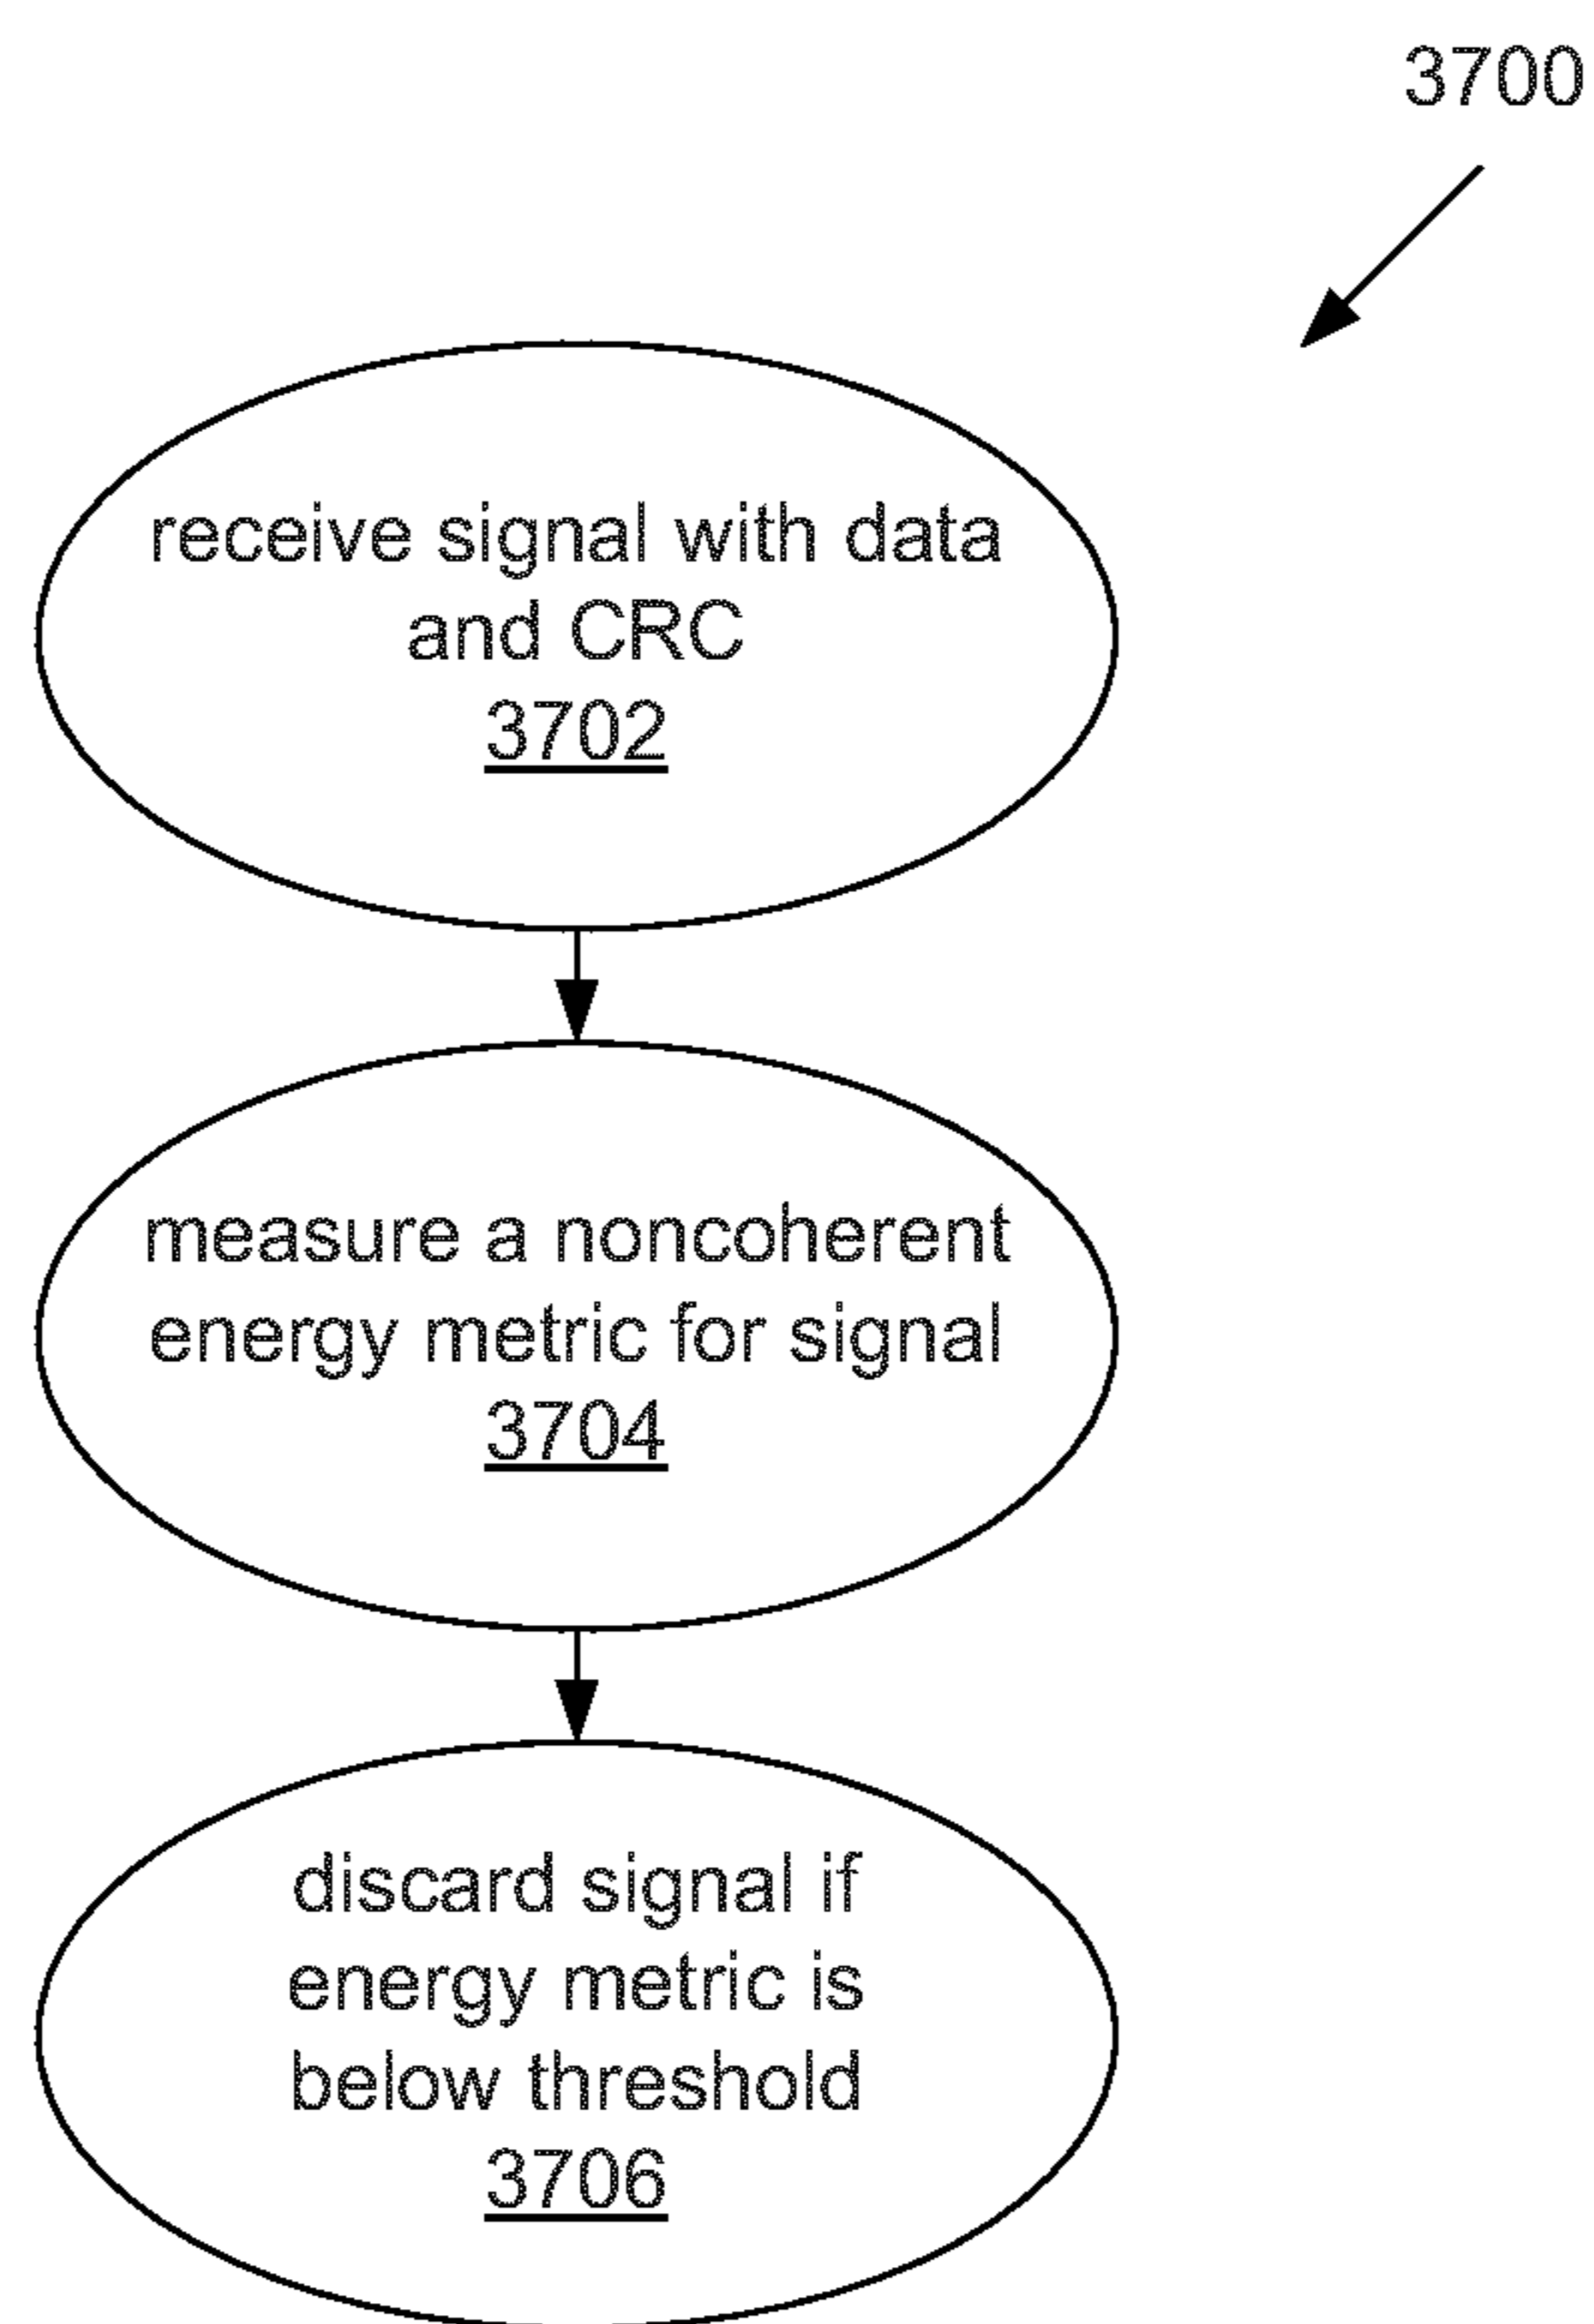 3700
receive signal with data
and CRC
3702
measure a noncoherent
energy metric for signal
3704
discard signal if
energy metric is
below threshold
3706